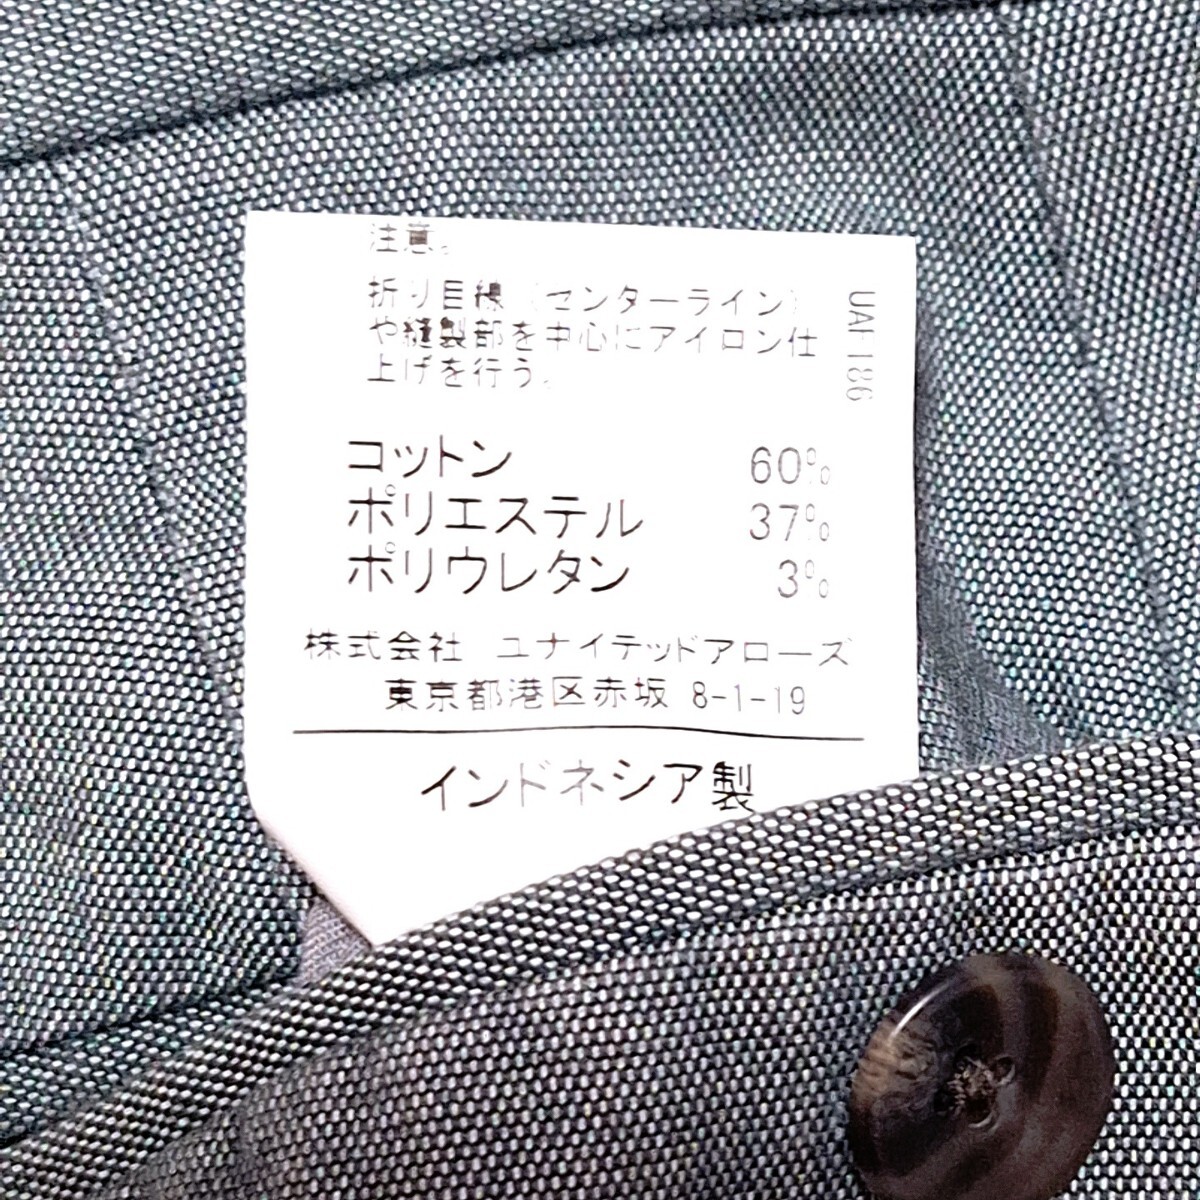 注意。
折り目線(センターライン)
や縫製部を中心にアイロン仕
上げを行う。
UAF186
コットン 60%
ポリエステル 37%
ポリウレタン 3%
株式会社 ユナイテッドアローズ
東京都港区赤坂 8-1-19
インドネシア製